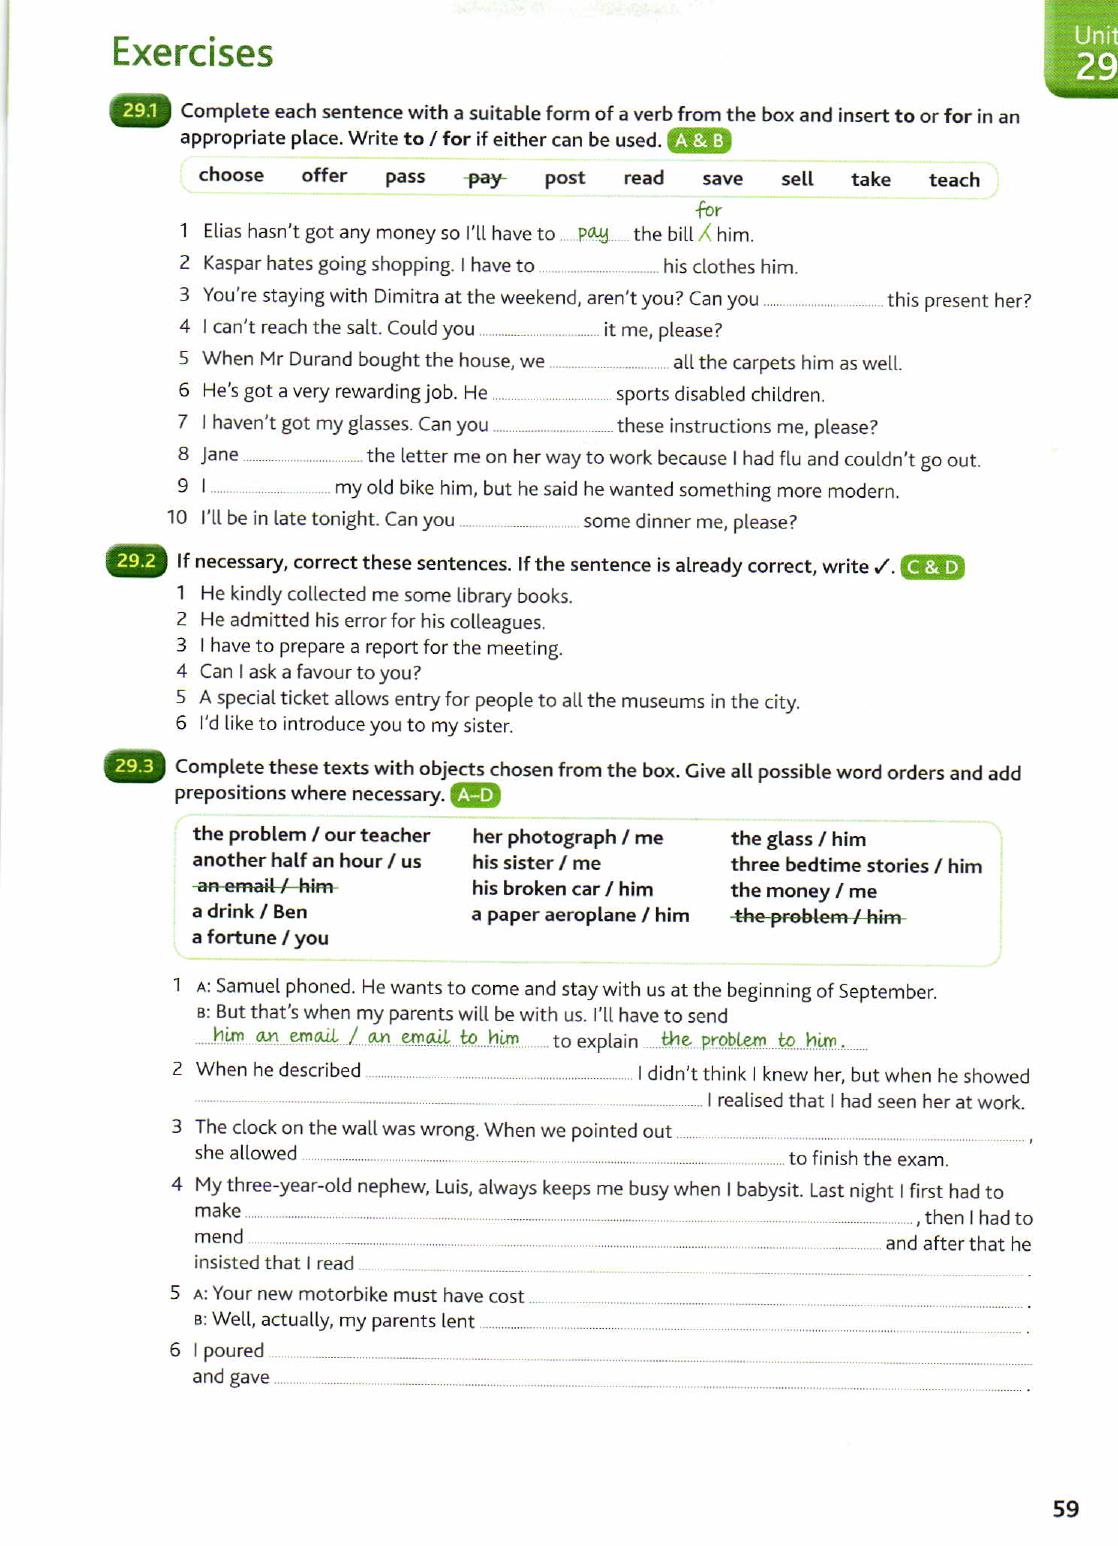 Exercises
Unit
29
29.1 Complete each sentence with a suitable form of a verb from the box and insert to or for in an
appropriate place. Write to / for if either can be used. A & B
choose offer pass pay post read save sell take teach
for
1 Elias hasn't got any money so I'll have to pay the bill ⁁ him.
2 Kaspar hates going shopping. I have to ........ his clothes him.
3 You're staying with Dimitra at the weekend, aren't you? Can you ........ this present her?
4 I can't reach the salt. Could you ........ it me, please?
5 When Mr Durand bought the house, we ........ all the carpets him as well.
6 He's got a very rewarding job. He ........ sports disabled children.
7 I haven't got my glasses. Can you ........ these instructions me, please?
8 Jane ........ the letter me on her way to work because I had flu and couldn't go out.
9 I ........ my old bike him, but he said he wanted something more modern.
10 I'll be in late tonight. Can you ........ some dinner me, please?
29.2 If necessary, correct these sentences. If the sentence is already correct, write ✓. C & D
1 He kindly collected me some library books.
2 He admitted his error for his colleagues.
3 I have to prepare a report for the meeting.
4 Can I ask a favour to you?
5 A special ticket allows entry for people to all the museums in the city.
6 I'd like to introduce you to my sister.
29.3 Complete these texts with objects chosen from the box. Give all possible word orders and add
prepositions where necessary. A–D
the problem / our teacher her photograph / me the glass / him
another half an hour / us his sister / me three bedtime stories / him
an email / him his broken car / him the money / me
a drink / Ben a paper aeroplane / him the problem / him
a fortune / you
1 A: Samuel phoned. He wants to come and stay with us at the beginning of September.
B: But that's when my parents will be with us. I'll have to send
him an email / an email to him to explain the problem to him.
2 When he described ........ I didn't think I knew her, but when he showed
........ I realised that I had seen her at work.
3 The clock on the wall was wrong. When we pointed out ........,
she allowed ........ to finish the exam.
4 My three-year-old nephew, Luis, always keeps me busy when I babysit. Last night I first had to
make ........, then I had to
mend ........ and after that he
insisted that I read ........ .
5 A: Your new motorbike must have cost ........ .
B: Well, actually, my parents lent ........ .
6 I poured ........
and gave ........ .
59